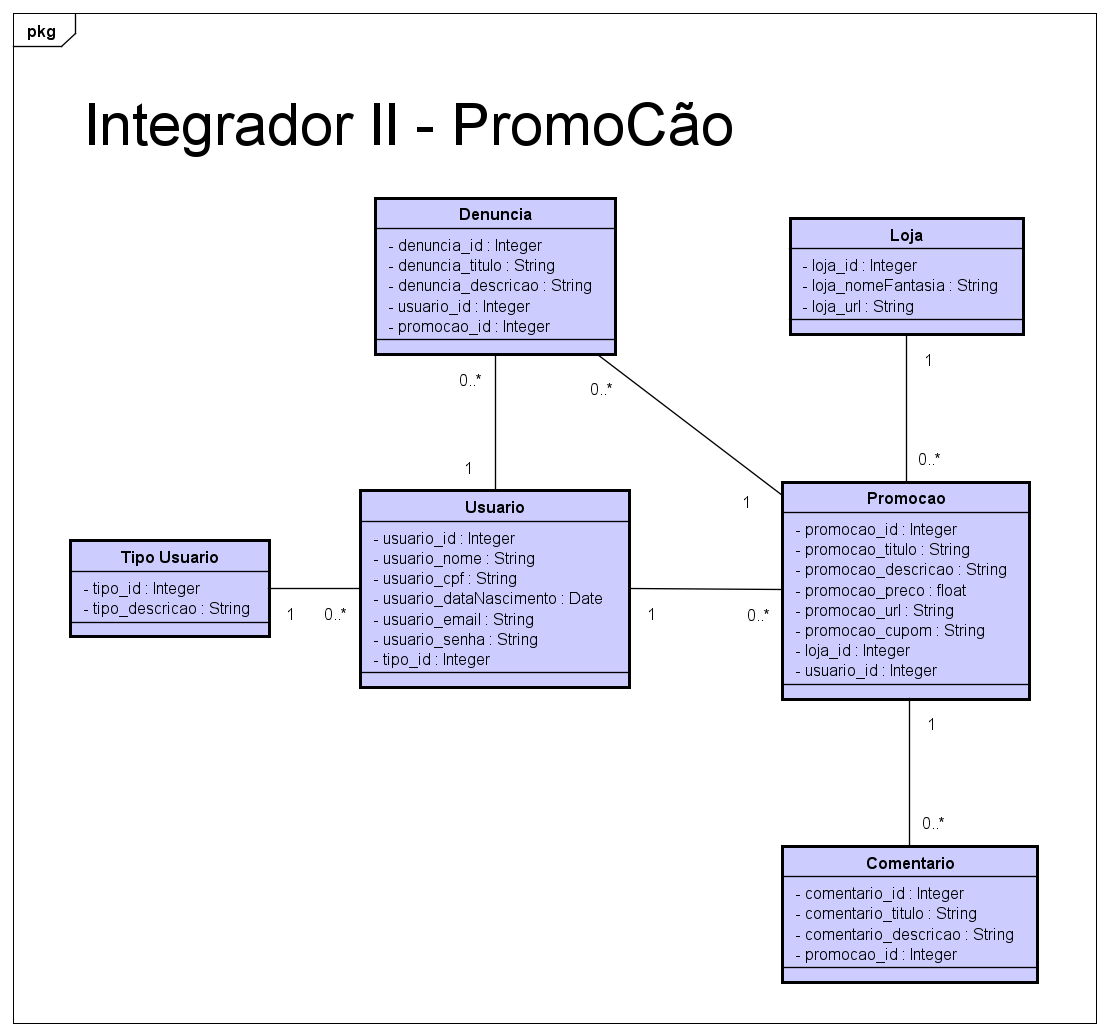 pkg
Integrador II - PromoCão
Denuncia
- denuncia_id : Integer
- denuncia_titulo : String
- denuncia_descricao : String
- usuario_id : Integer
- promocao_id : Integer
Loja
- loja_id : Integer
- loja_nomeFantasia : String
- loja_url : String
0..*
0..*
1
1
1
0..*
Usuario
- usuario_id : Integer
- usuario_nome : String
- usuario_cpf : String
- usuario_dataNascimento : Date
- usuario_email : String
- usuario_senha : String
- tipo_id : Integer
Promocao
- promocao_id : Integer
- promocao_titulo : String
- promocao_descricao : String
- promocao_preco : float
- promocao_url : String
- promocao_cupom : String
- loja_id : Integer
- usuario_id : Integer
Tipo Usuario
- tipo_id : Integer
- tipo_descricao : String
1
0..*
1
0..*
1
0..*
Comentario
- comentario_id : Integer
- comentario_titulo : String
- comentario_descricao : String
- promocao_id : Integer